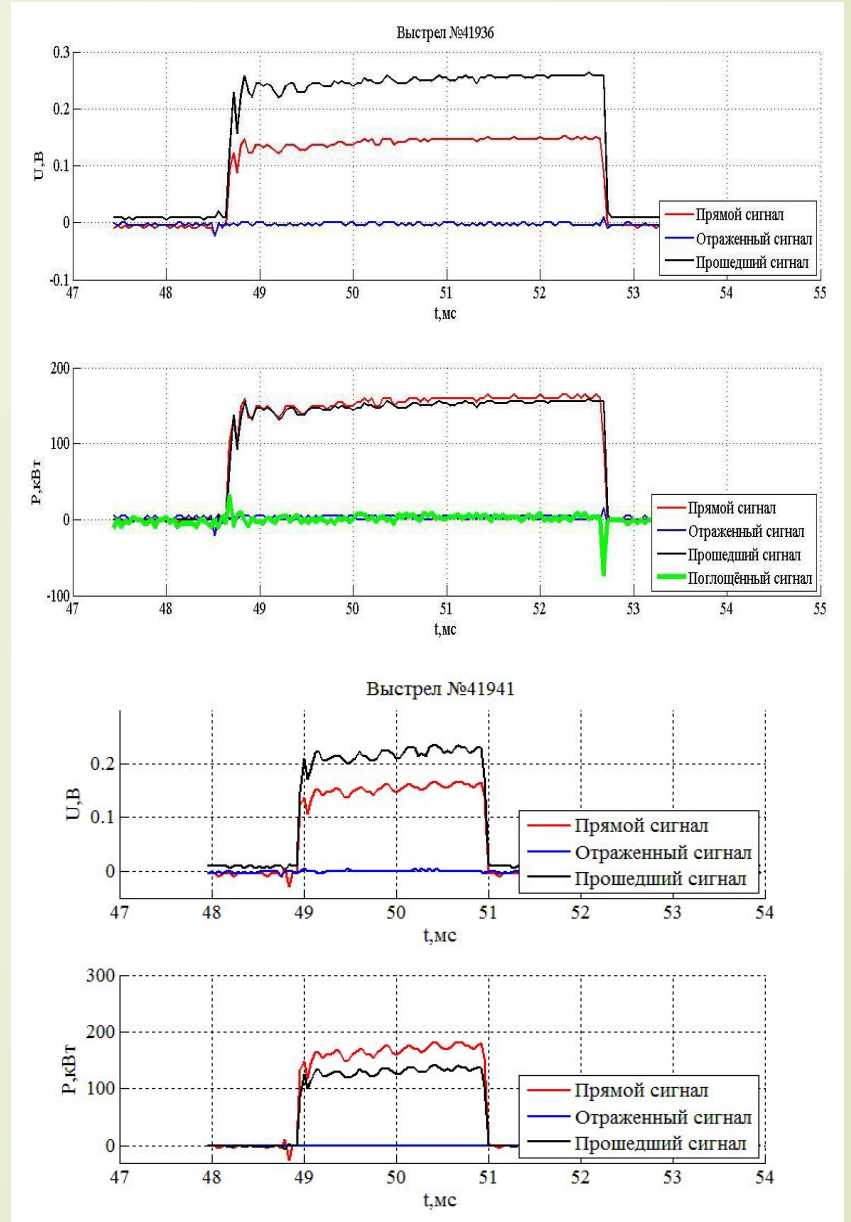 Выстрел №41936
0.3
0.2
0.1
0
-0.1
U,В
47 48 49 50 51 52 53 54 55
t,мс
Прямой сигнал
Отраженный сигнал
Прошедший сигнал
200
100
0
-100
P,кВт
47 48 49 50 51 52 53 54 55
t,мс
Прямой сигнал
Отраженный сигнал
Прошедший сигнал
Поглощённый сигнал
Выстрел №41941
0.2
0.1
0
U,В
47 48 49 50 51 52 53 54
t,мс
Прямой сигнал
Отраженный сигнал
Прошедший сигнал
300
200
100
0
P,кВт
47 48 49 50 51 52 53 54
t,мс
Прямой сигнал
Отраженный сигнал
Прошедший сигнал